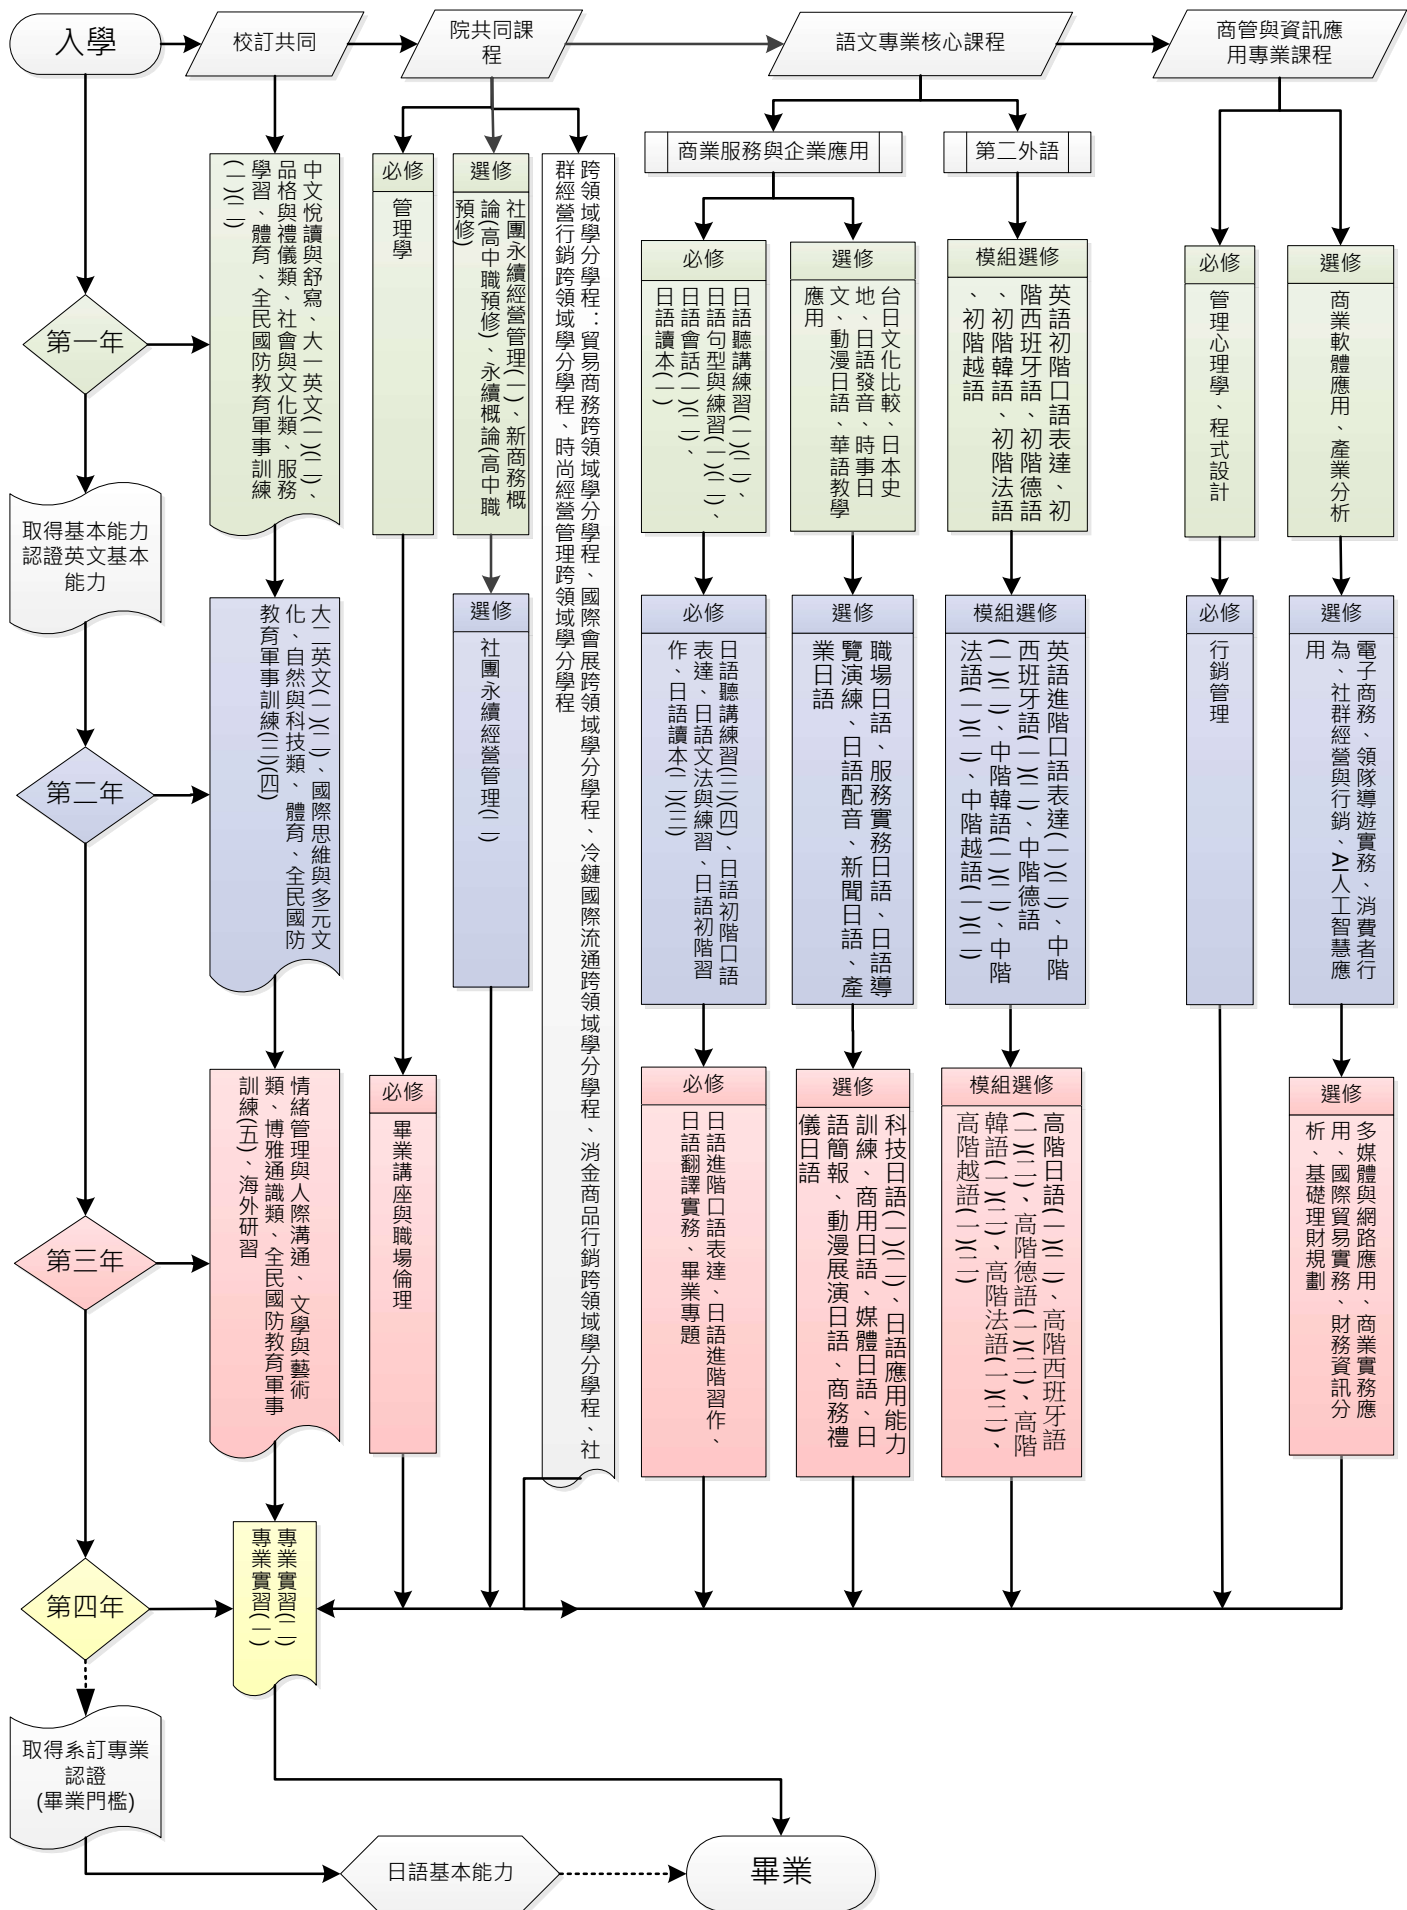 入學
校訂共同
院共同課
程
語文專業核心課程
商管與資訊應
用專業課程
商業服務與企業應用
第二外語
第一年
中文悅讀與舒寫、大一英文(一)(二)、
品格與禮儀類、社會與文化類、服務
學習、體育、全民國防教育軍事訓練
(一)(二)
必修
管理學
選修
社團永續經營管理(一)、新商務概
論(高中職預修)、永續概論(高中職
預修)
跨領域學分學程：貿易商務跨領域學分學程、國際會展跨領域學分學程、冷鏈國際流通跨領域學分學程、消金商品行銷跨領域學分學程、社
群經營行銷跨領域學分學程、時尚經營管理跨領域學分學程
必修
日語聽講練習(一)(二)、
日語句型與練習(一)(二)、
日語會話(一)(二)、
日語讀本(一)
選修
台日文化比較、日本史
地、日語發音、時事日
文、動漫日語、華語教學
應用
模組選修
英語初階口語表達、初
階西班牙語、初階德語
、初階韓語、初階法語
、初階越語
必修
管理心理學、程式設計
選修
商業軟體應用、產業分析
取得基本能力
認證英文基本
能力
第二年
大二英文(一)(二)、國際思維與多元文
化、自然與科技類、體育、全民國防
教育軍事訓練(三)(四)
選修
社團永續經營管理(二)
必修
日語聽講練習(三)(四)、日語初階口語
表達、日語文法與練習、日語初階習
作、日語讀本(二)(三)
選修
職場日語、服務實務日語、日語導
覽演練、日語配音、新聞日語、產
業日語
模組選修
英語進階口語表達(一)(二)、中階
西班牙語(一)(二)、中階德語
(一)(二)、中階韓語(一)(二)、中階
法語(一)(二)、中階越語(一)(二)
必修
行銷管理
選修
電子商務、領隊導遊實務、消費者行
為、社群經營與行銷、AI人工智慧應
用
第三年
情緒管理與人際溝通、文學與藝術
類、博雅通識類、全民國防教育軍事
訓練(五)、海外研習
必修
畢業講座與職場倫理
必修
日語進階口語表達、日語進階習作、
日語翻譯實務、畢業專題
選修
科技日語(一)(二)、日語應用能力
訓練、商用日語、媒體日語、日
語簡報、動漫展演日語、商務禮
儀日語
模組選修
高階日語(一)(二)、高階西班牙語
(一)(二)、高階德語(一)(二)、高階
韓語(一)(二)、高階法語(一)(二)、
高階越語(一)(二)
選修
多媒體與網路應用、商業實務應
用、國際貿易實務、財務資訊分
析、基礎理財規劃
第四年
專業實習(二)
專業實習(一)
取得系訂專業
認證
(畢業門檻)
日語基本能力
畢業